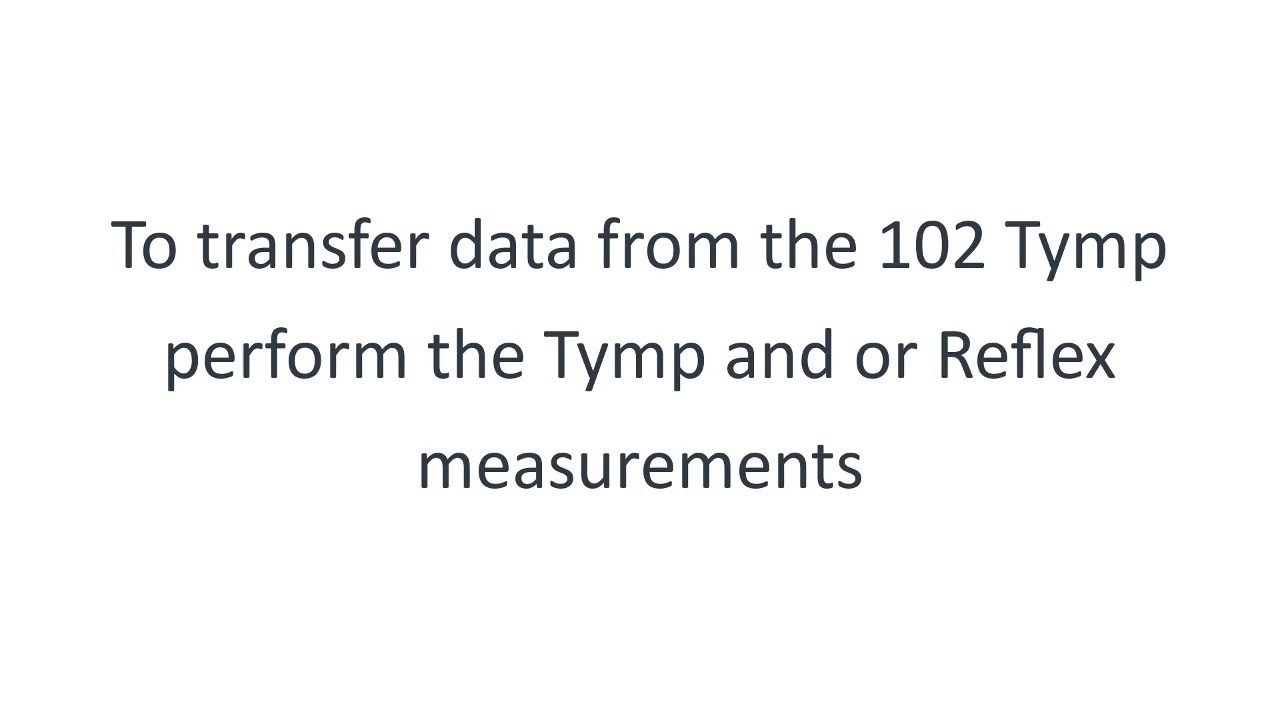 To transfer data from the 102 Tymp
perform the Tymp and or Reflex
measurements